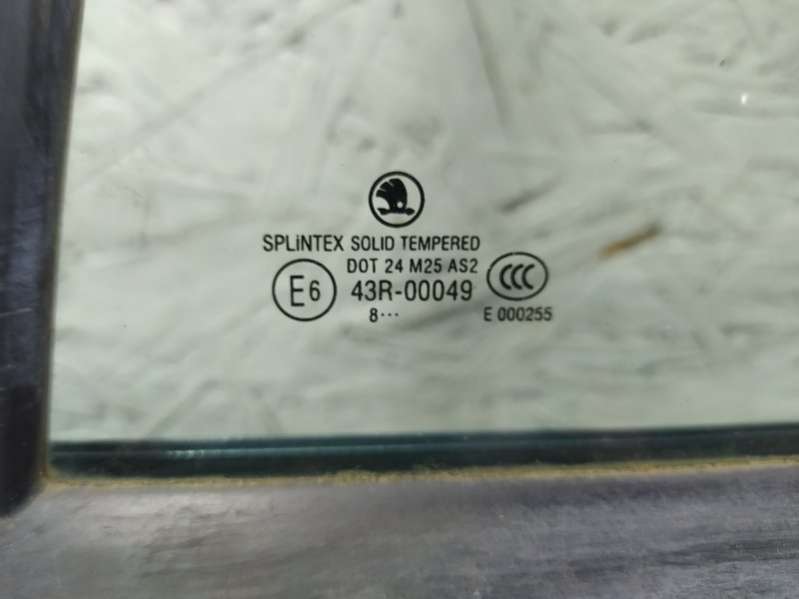 SPLiNTEX SOLID TEMPERED
DOT 24 M25 AS2
E6 43R-00049 CCC
8··· E 000255